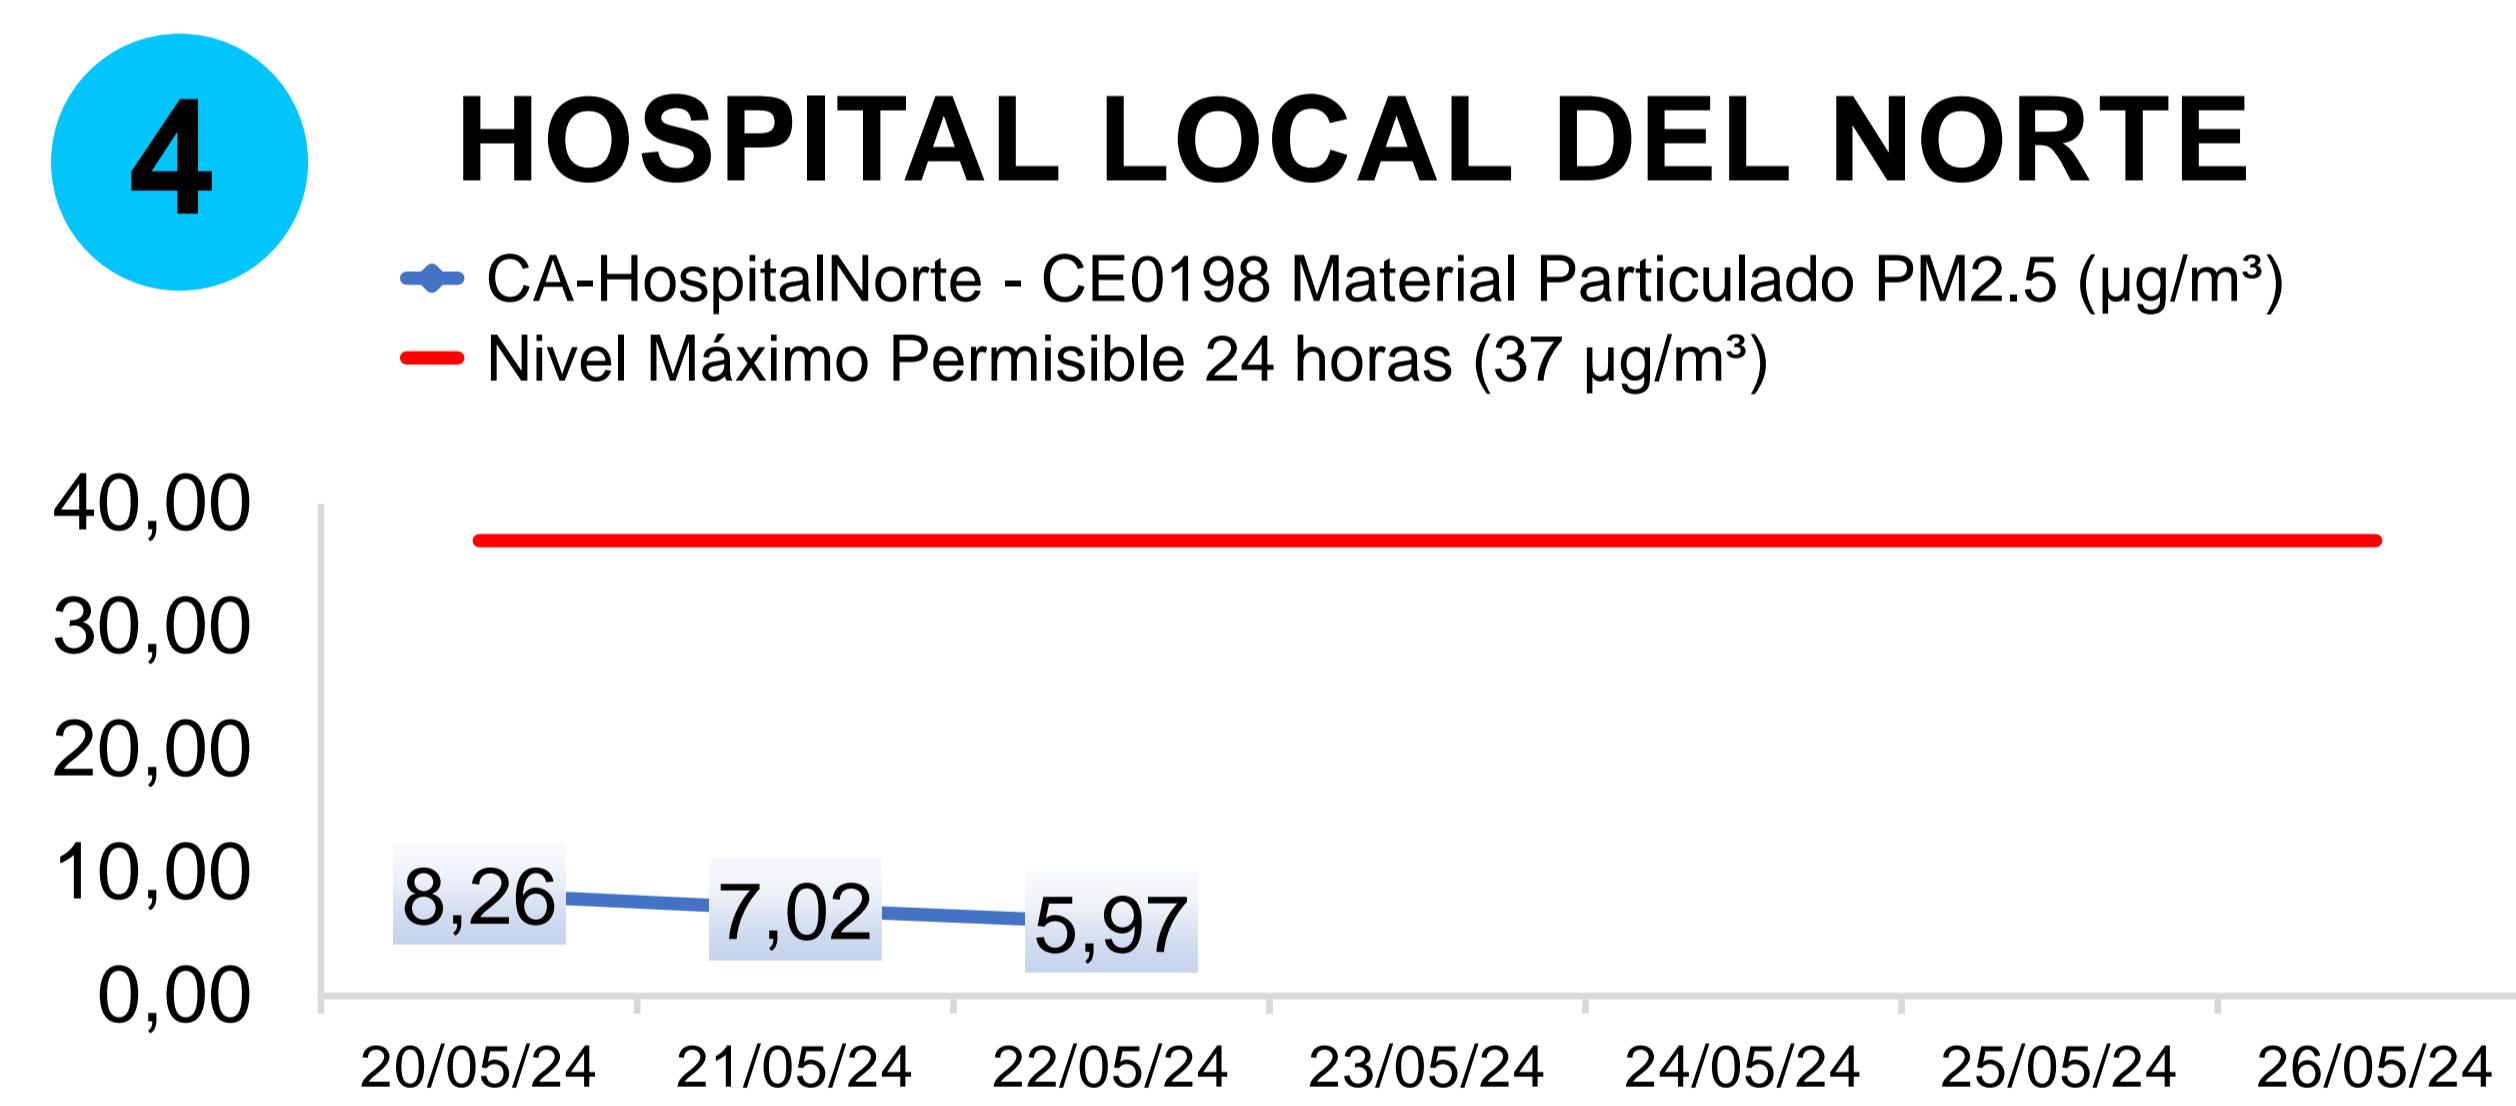 4
HOSPITAL LOCAL DEL NORTE
CA-HospitalNorte - CE0198 Material Particulado PM2.5 (µg/m³)
Nivel Máximo Permisible 24 horas (37 µg/m³)
40,00
30,00
20,00
10,00
0,00
8,26
7,02
5,97
20/05/24 21/05/24 22/05/24 23/05/24 24/05/24 25/05/24 26/05/24